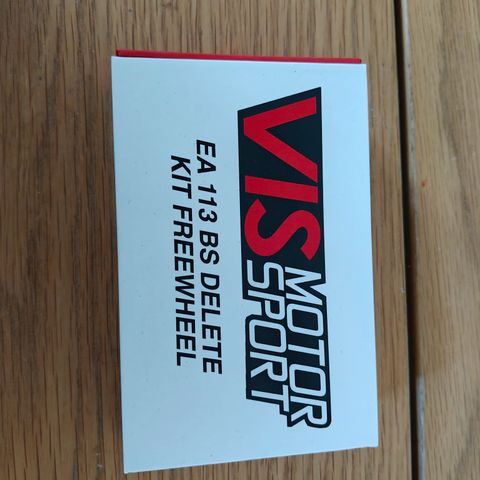 VIS
MOTOR
SPORT
EA 113 BS DELETE
KIT FREEWHEEL